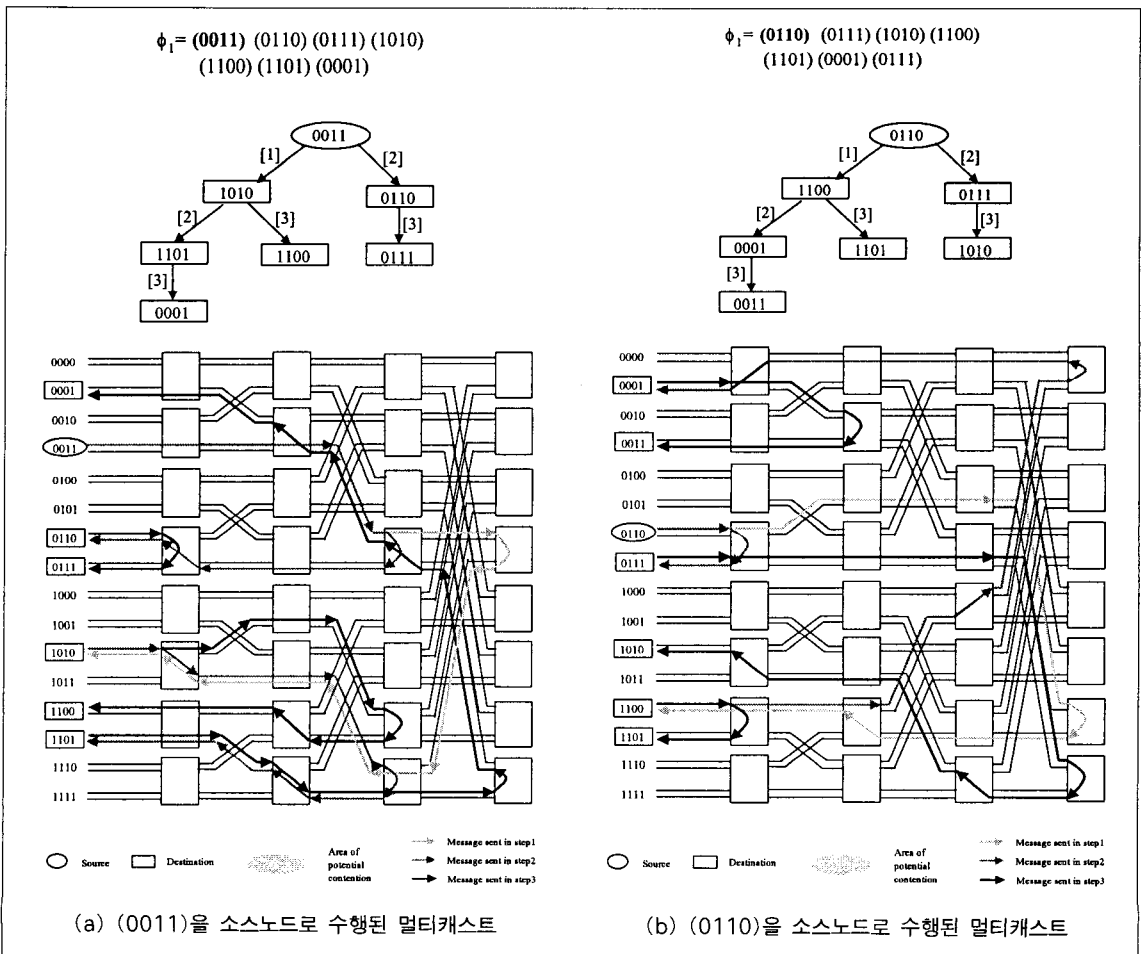 ϕ₁= (0011) (0110) (0111) (1010)
(1100) (1101) (0001)
0011
[1]
[2]
1010
0110
[2]
[3]
[3]
1101
1100
0111
[3]
0001
0000
0001
0010
0011
0100
0101
0110
0111
1000
1001
1010
1011
1100
1101
1110
1111
Source
Destination
Area of
potential
contention
Message sent in step1
Message sent in step2
Message sent in step3
(a) (0011)을 소스노드로 수행된 멀티캐스트
ϕ₁= (0110) (0111) (1010) (1100)
(1101) (0001) (0111)
0110
[1]
[2]
1100
0111
[2]
[3]
[3]
0001
1101
1010
[3]
0011
0000
0001
0010
0011
0100
0101
0110
0111
1000
1001
1010
1011
1100
1101
1110
1111
Source
Destination
Area of
potential
contention
Message sent in step1
Message sent in step2
Message sent in step3
(b) (0110)을 소스노드로 수행된 멀티캐스트